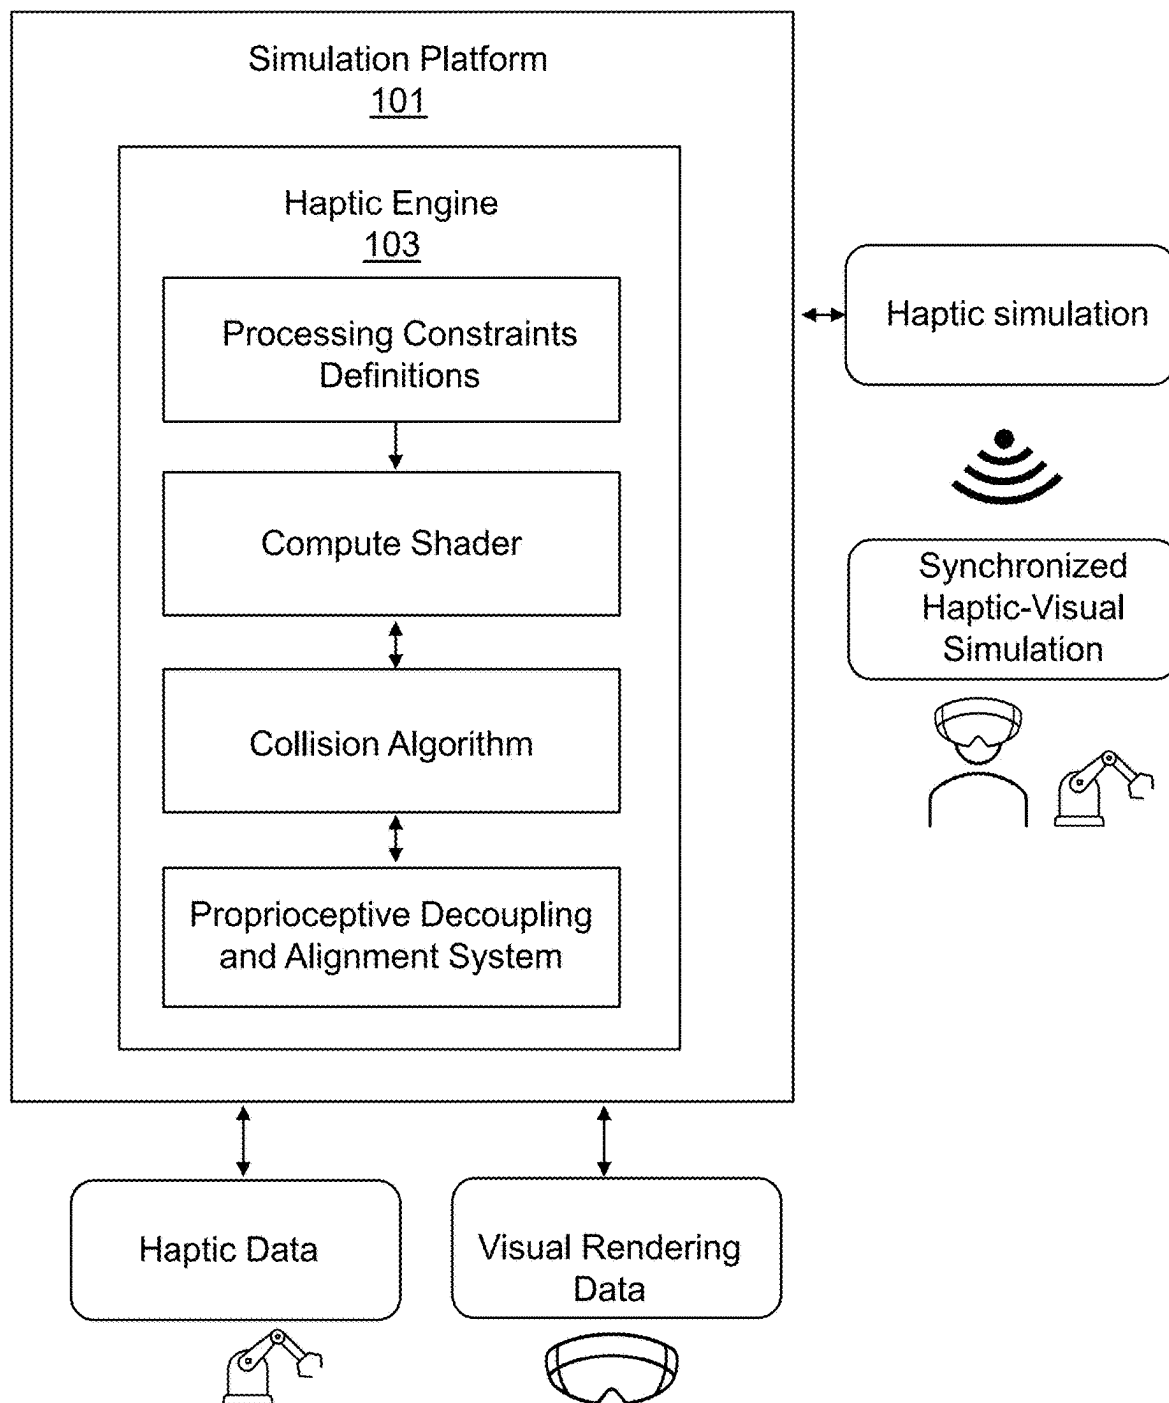 Simulation Platform
101
Haptic Engine
103
Processing Constraints
Definitions
Compute Shader
Collision Algorithm
Proprioceptive Decoupling
and Alignment System
Haptic simulation
Synchronized
Haptic-Visual
Simulation
Haptic Data
Visual Rendering
Data